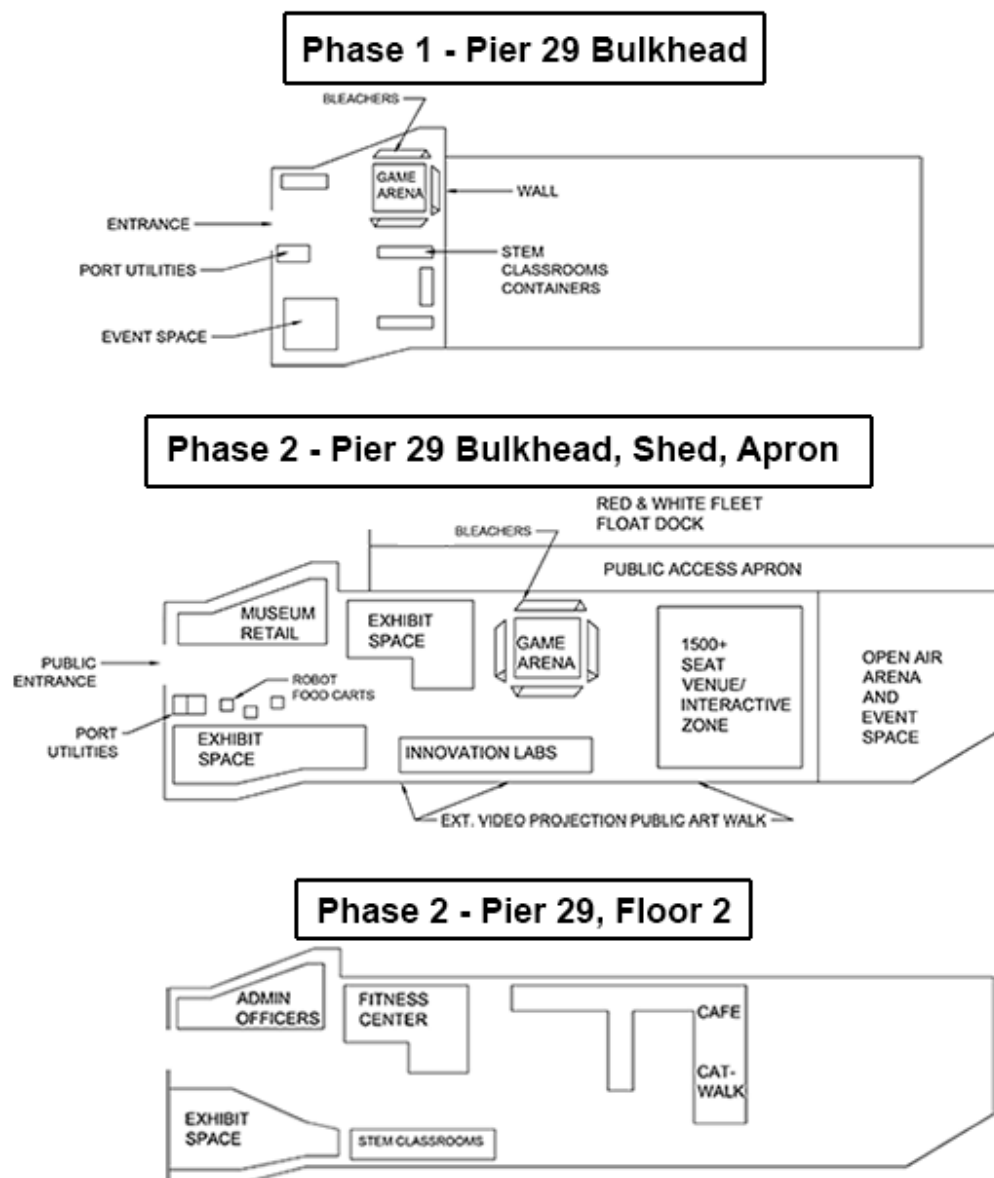 Phase 1 - Pier 29 Bulkhead
BLEACHERS
GAME
ARENA
WALL
ENTRANCE
PORT UTILITIES
STEM
CLASSROOMS
CONTAINERS
EVENT SPACE
Phase 2 - Pier 29 Bulkhead, Shed, Apron
RED & WHITE FLEET
FLOAT DOCK
BLEACHERS
PUBLIC ACCESS APRON
MUSEUM
RETAIL
EXHIBIT
SPACE
GAME
ARENA
1500+
SEAT
VENUE/
INTERACTIVE
ZONE
OPEN AIR
ARENA
AND
EVENT
SPACE
PUBLIC
ENTRANCE
ROBOT
FOOD CARTS
PORT
UTILITIES
EXHIBIT
SPACE
INNOVATION LABS
EXT. VIDEO PROJECTION PUBLIC ART WALK
Phase 2 - Pier 29, Floor 2
ADMIN
OFFICERS
FITNESS
CENTER
CAFE
CAT-
WALK
EXHIBIT
SPACE
STEM CLASSROOMS